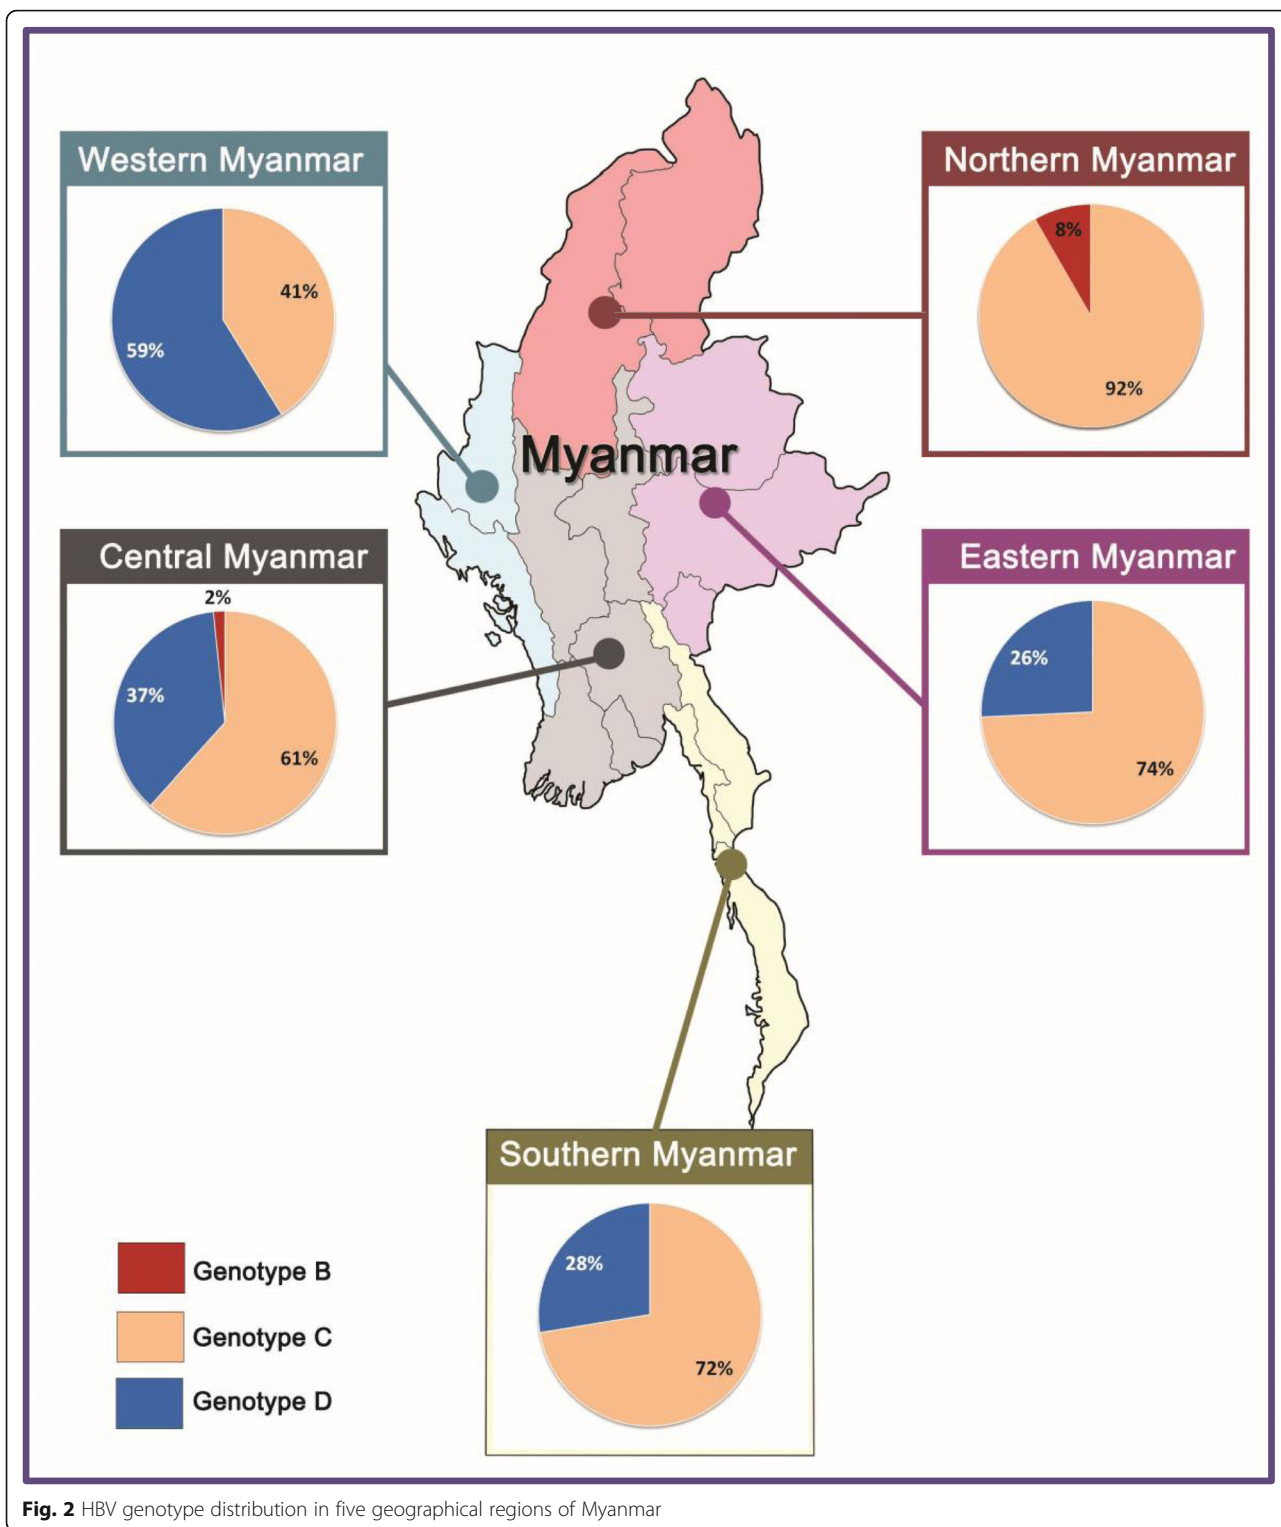 Western Myanmar
41%
59%
Northern Myanmar
8%
92%
Myanmar
Central Myanmar
2%
37%
61%
Eastern Myanmar
26%
74%
Southern Myanmar
28%
72%
Genotype B
Genotype C
Genotype D
Fig. 2 HBV genotype distribution in five geographical regions of Myanmar